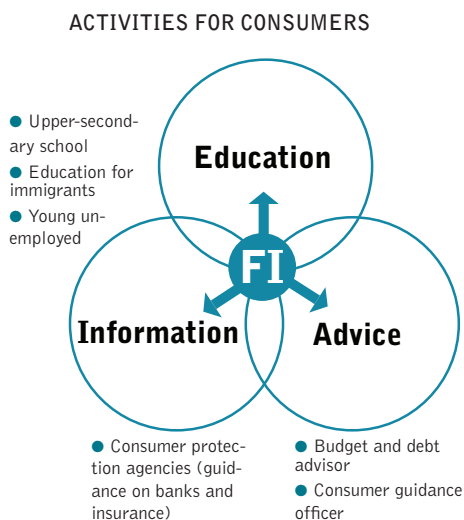 ACTIVITIES FOR CONSUMERS
● Upper-second-
ary school
● Education for
immigrants
● Young un-
employed
Education
FI
Information
Advice
● Consumer protec-
tion agencies (guid-
ance on banks and
insurance)
● Budget and debt
advisor
● Consumer guidance
officer